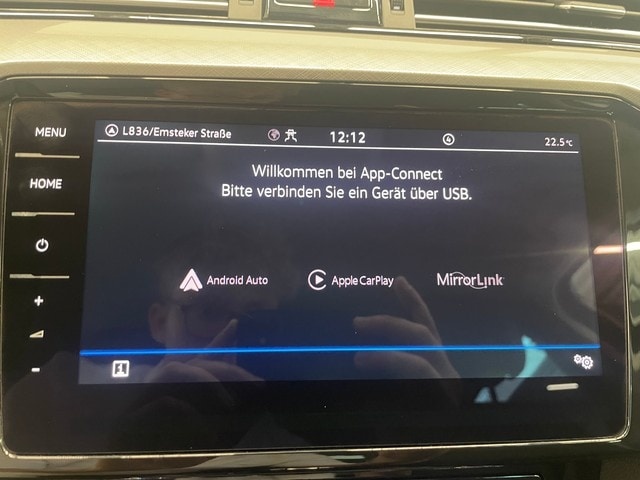 MENU
L836/Emsteker Straße
12:12
22.5°C
HOME
Willkommen bei App-Connect
Bitte verbinden Sie ein Gerät über USB.
Android Auto
Apple CarPlay
MirrorLink
+
-